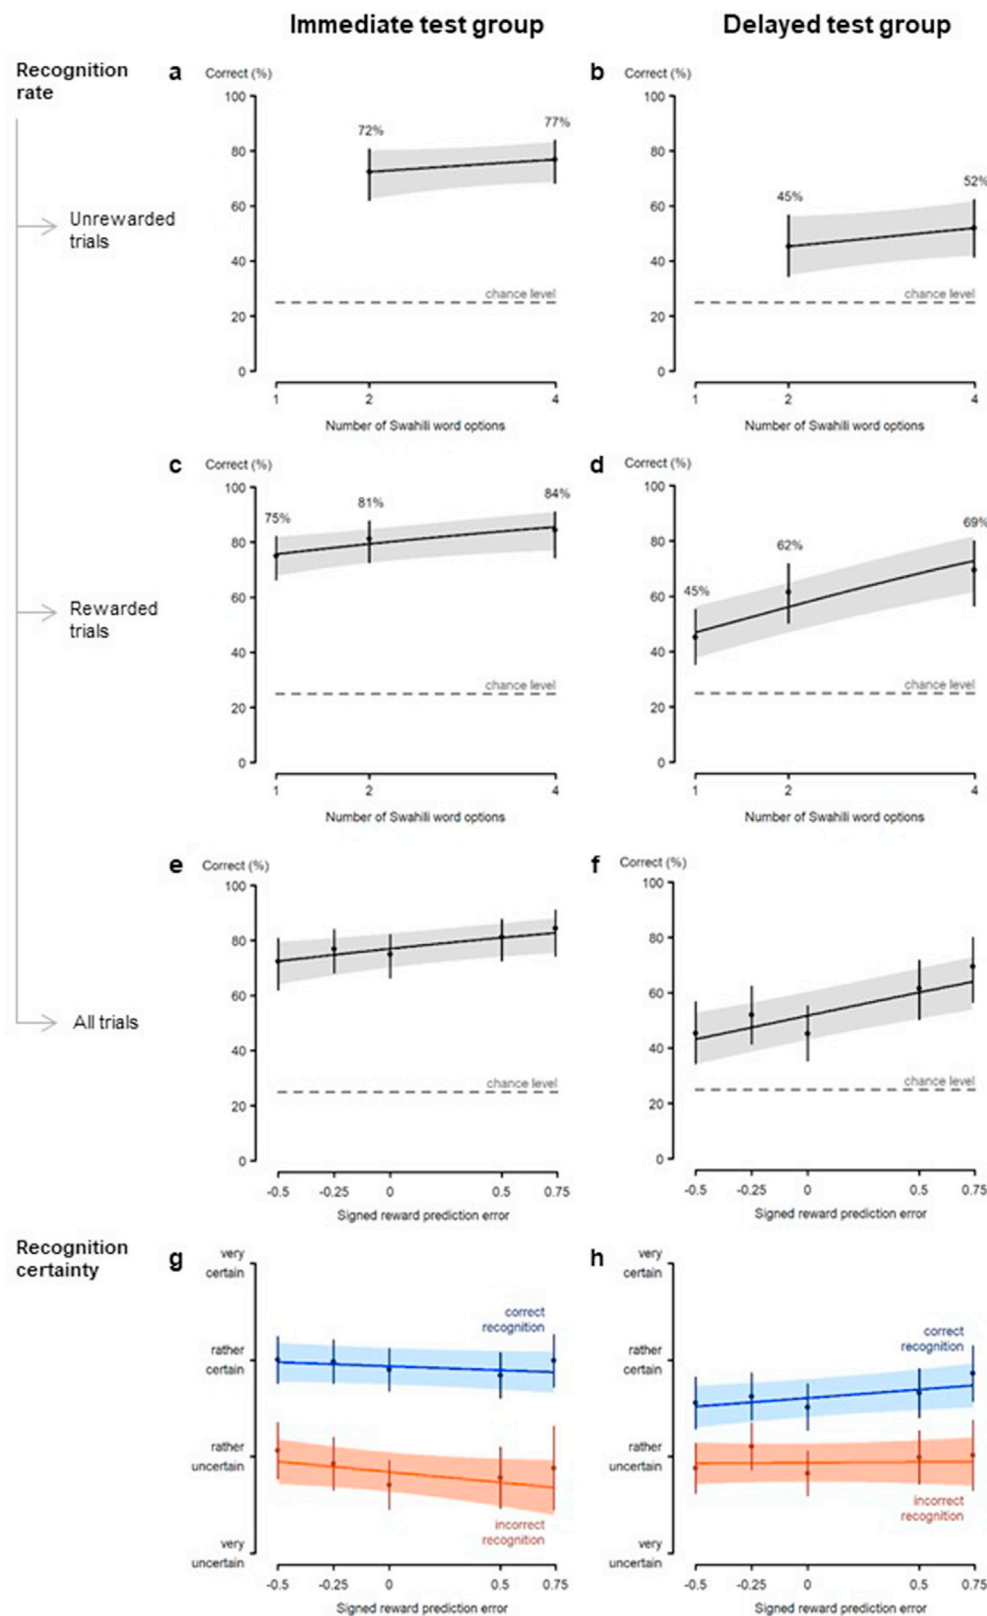 Immediate test group
Delayed test group
Recognition
rate
Unrewarded
trials
Rewarded
trials
All trials
a
Correct (%)
100
80
60
40
20
0
72%
77%
chance level
1
2
4
Number of Swahili word options
b
Correct (%)
100
80
60
40
20
0
45%
52%
chance level
1
2
4
Number of Swahili word options
c
Correct (%)
100
80
60
40
20
0
75%
81%
84%
chance level
1
2
4
Number of Swahili word options
d
Correct (%)
100
80
60
40
20
0
45%
62%
69%
chance level
1
2
4
Number of Swahili word options
e
Correct (%)
100
80
60
40
20
0
chance level
-0.5
-0.25
0
0.5
0.75
Signed reward prediction error
f
Correct (%)
100
80
60
40
20
0
chance level
-0.5
-0.25
0
0.5
0.75
Signed reward prediction error
Recognition
certainty
g
very
certain
rather
certain
rather
uncertain
very
uncertain
correct
recognition
incorrect
recognition
-0.5
-0.25
0
0.5
0.75
Signed reward prediction error
h
very
certain
rather
certain
rather
uncertain
very
uncertain
correct
recognition
incorrect
recognition
-0.5
-0.25
0
0.5
0.75
Signed reward prediction error